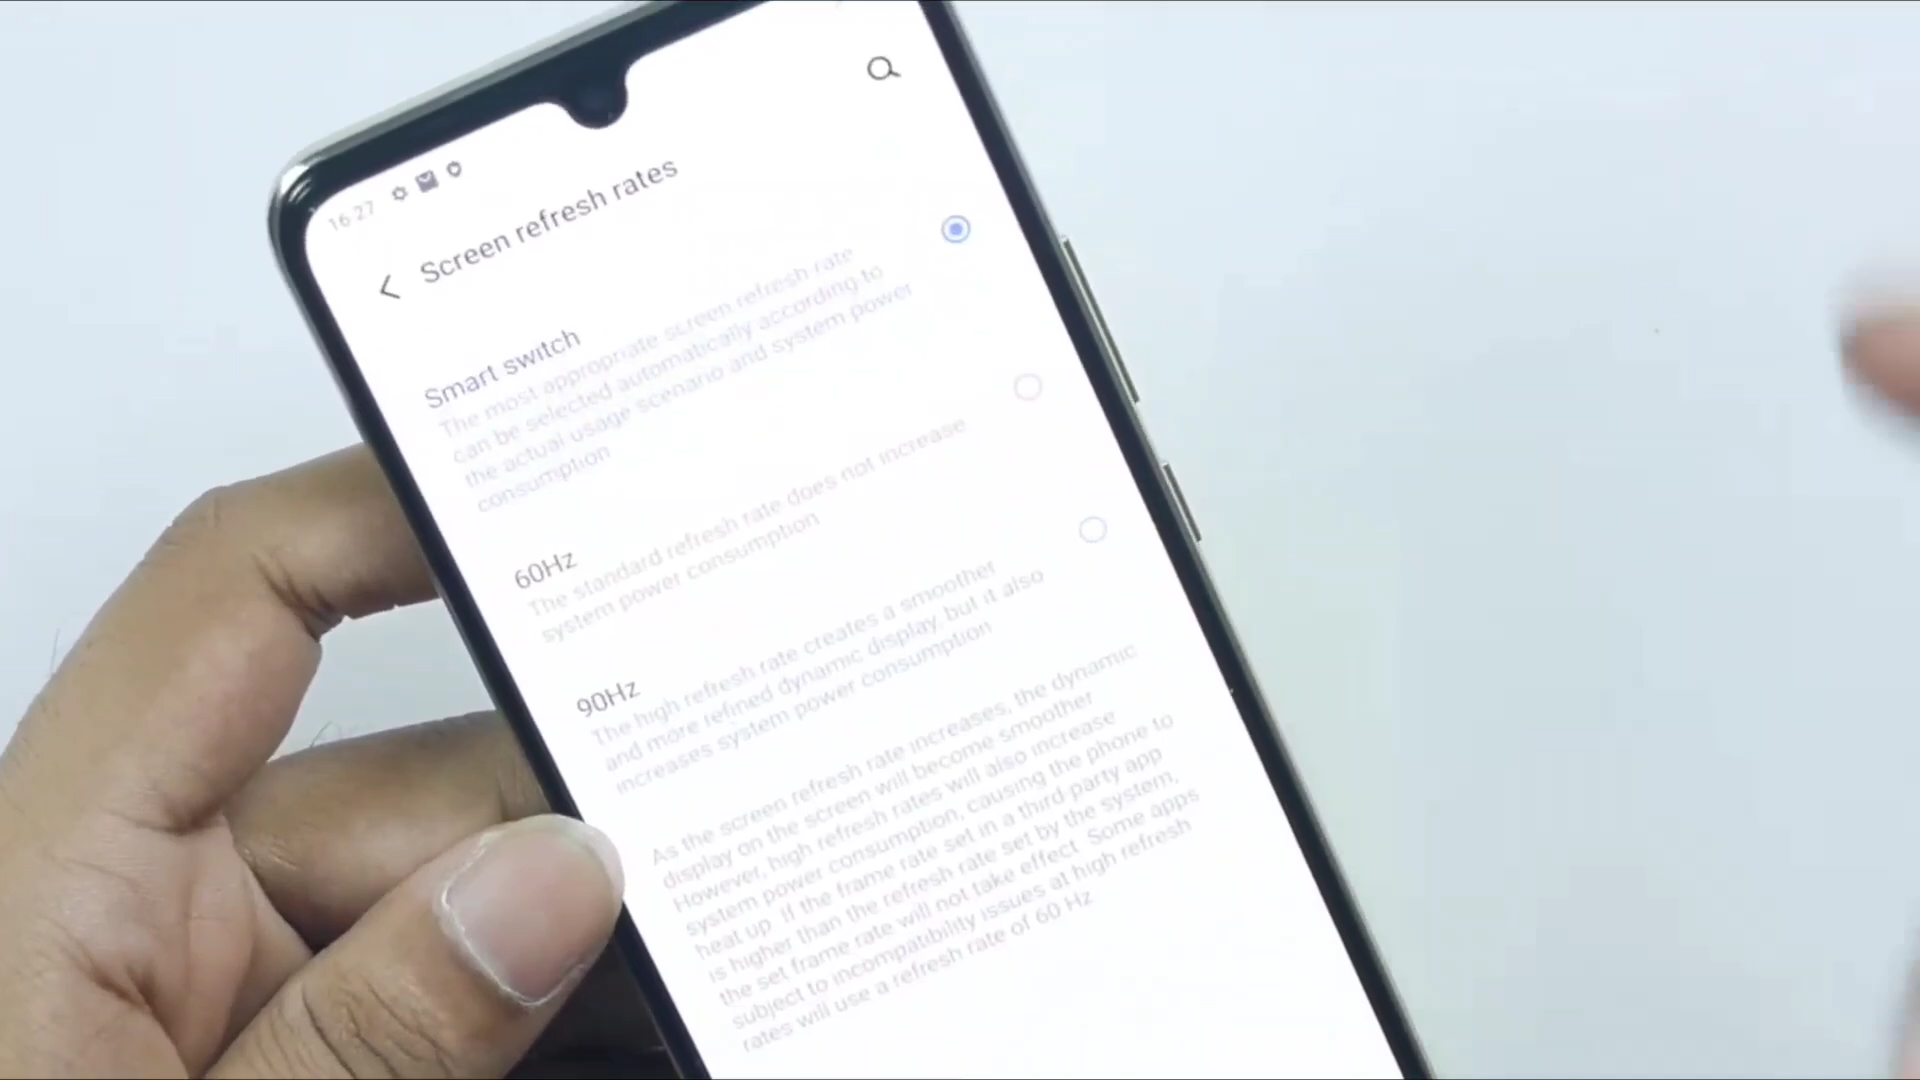 16:27
Screen refresh rates
Smart switch
The most appropriate screen refresh rate
can be selected automatically according to
the actual usage scenario and system power
consumption
60Hz
The standard refresh rate does not increase
system power consumption
90Hz
The high refresh rate creates a smoother
and more refined dynamic display, but it also
increases system power consumption
As the screen refresh rate increases, the dynamic
display on the screen will become smoother
However, high refresh rates will also increase
system power consumption, causing the phone to
heat up. If the frame rate set in a third-party app
is higher than the refresh rate set by the system,
the set frame rate will not take effect. Some apps
subject to incompatibility issues at high refresh
rates will use a refresh rate of 60 Hz